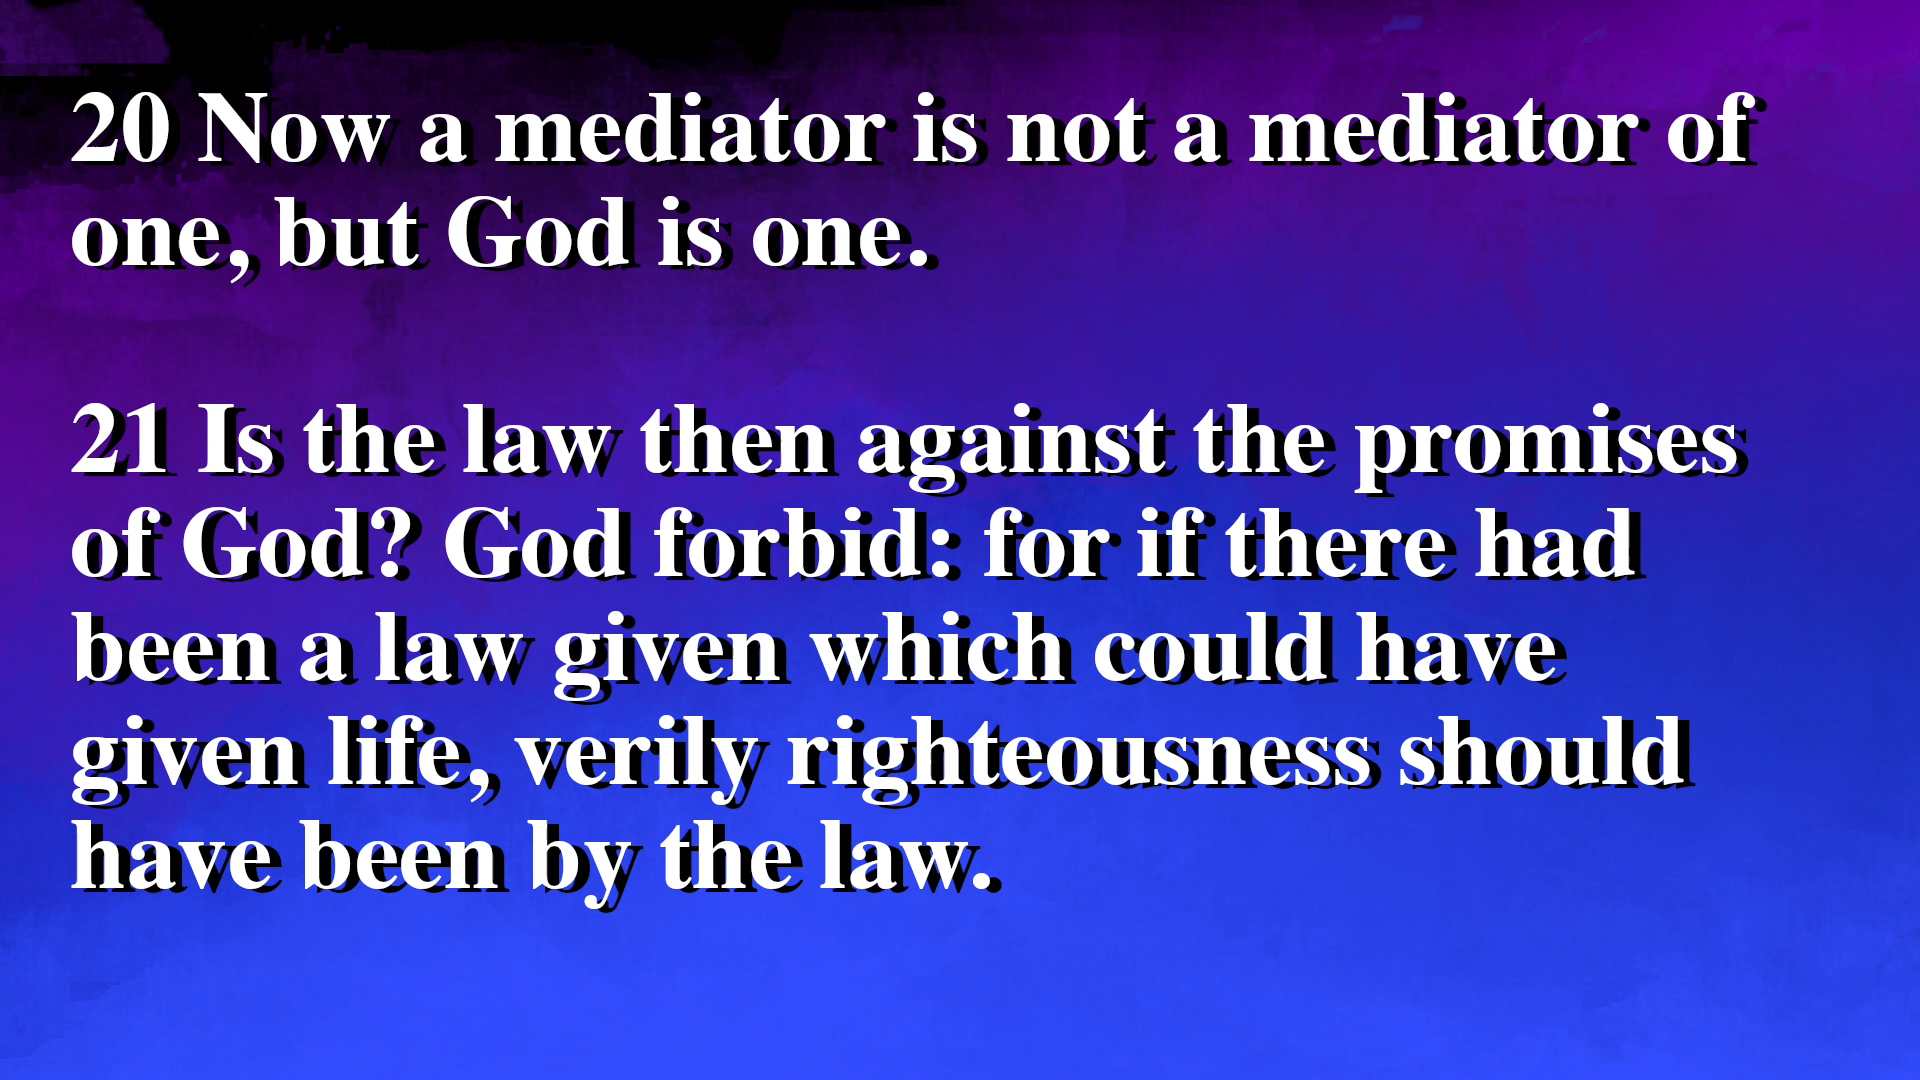 20 Now a mediator is not a mediator of
one, but God is one.
21 Is the law then against the promises
of God? God forbid: for if there had
been a law given which could have
given life, verily righteousness should
have been by the law.